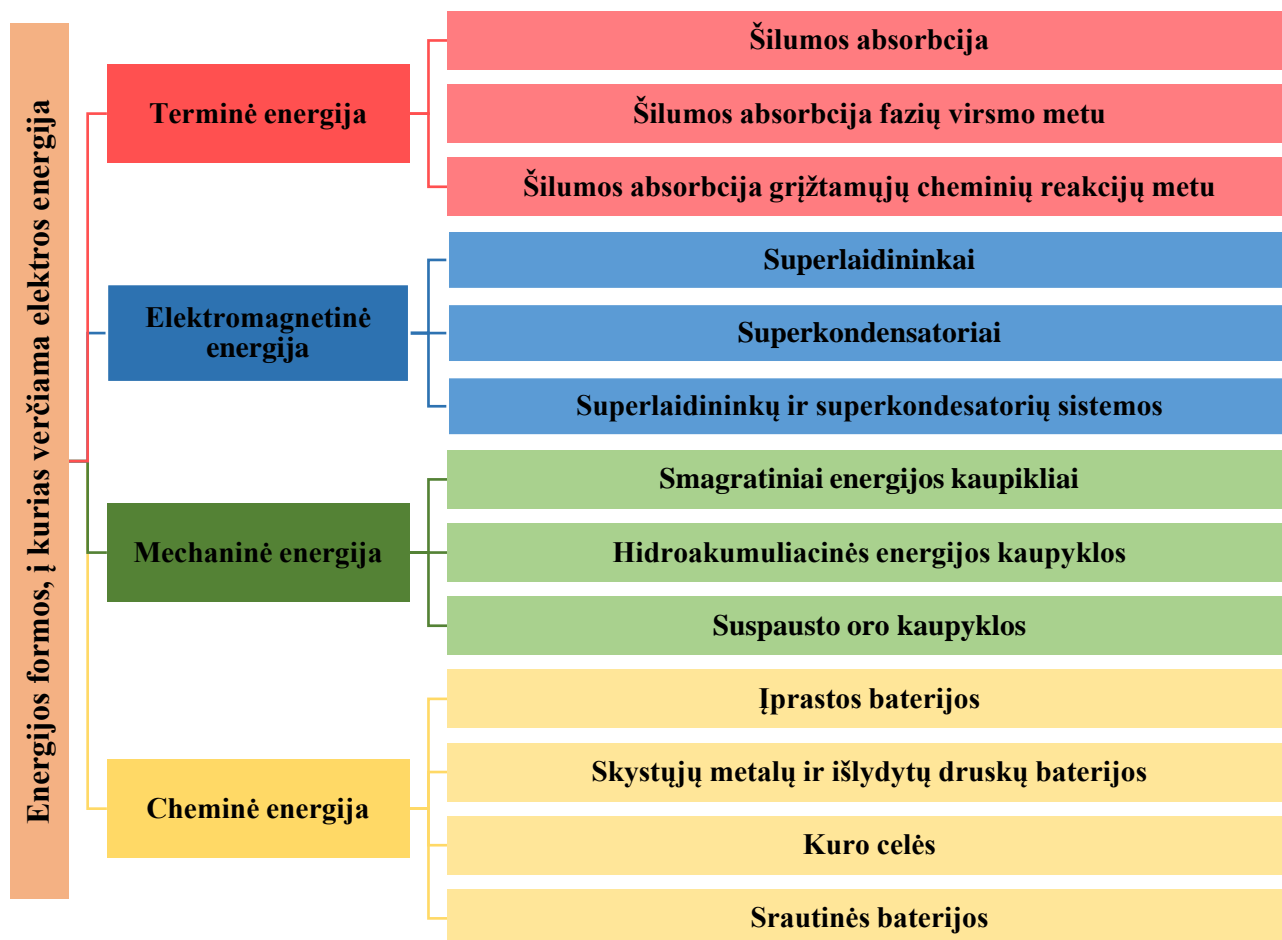 Energijos formos, į kurias verčiama elektros energija
Terminė energija
Šilumos absorbcija
Šilumos absorbcija fazių virsmo metu
Šilumos absorbcija grįžtamųjų cheminių reakcijų metu
Elektromagnetinė
energija
Superlaidininkai
Superkondensatoriai
Superlaidininkų ir superkondesatorių sistemos
Mechaninė energija
Smagratiniai energijos kaupikliai
Hidroakumuliacinės energijos kaupyklos
Suspausto oro kaupyklos
Cheminė energija
Įprastos baterijos
Skystųjų metalų ir išlydytų druskų baterijos
Kuro celės
Srautinės baterijos